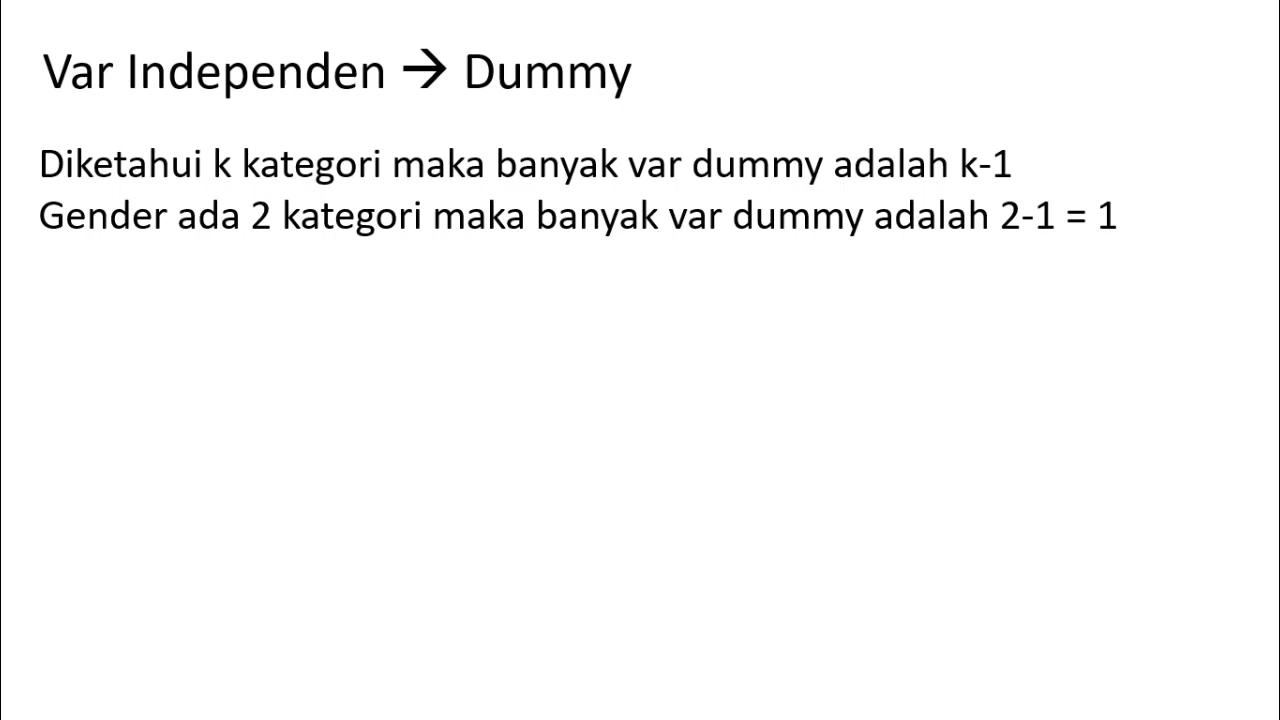 Var Independen → Dummy
Diketahui k kategori maka banyak var dummy adalah k-1
Gender ada 2 kategori maka banyak var dummy adalah 2-1 = 1